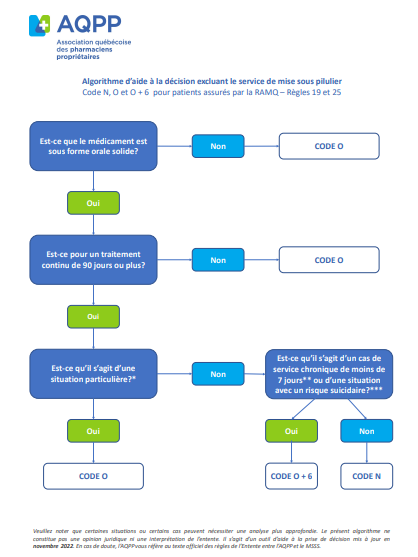 AQPP
Association québécoise
des pharmaciens
propriétaires
Algorithme d'aide à la décision excluant le service de mise sous pilulier
Code N, O et O + 6 pour patients assurés par la RAMQ – Règles 19 et 25
Est-ce que le médicament est
sous forme orale solide?
Non
CODE O
Oui
Est-ce pour un traitement
continu de 90 jours ou plus?
Non
CODE O
Oui
Est-ce qu'il s'agit d'une
situation particulière?*
Non
Est-ce qu'il s'agit d'un cas de
service chronique de moins de
7 jours** ou d'une situation
avec un risque suicidaire?***
Oui
Oui
Non
CODE O
CODE O + 6
CODE N
Veuillez noter que certaines situations ou certains cas peuvent nécessiter une analyse plus approfondie. Le présent algorithme ne
constitue pas une opinion juridique ni une interprétation de l'entente. Il s'agit d'un outil d'aide à la prise de décision mis à jour en
novembre 2022. En cas de doute, l'AQPP vous réfère au texte officiel des règles de l'Entente entre l'AQPP et le MSSS.